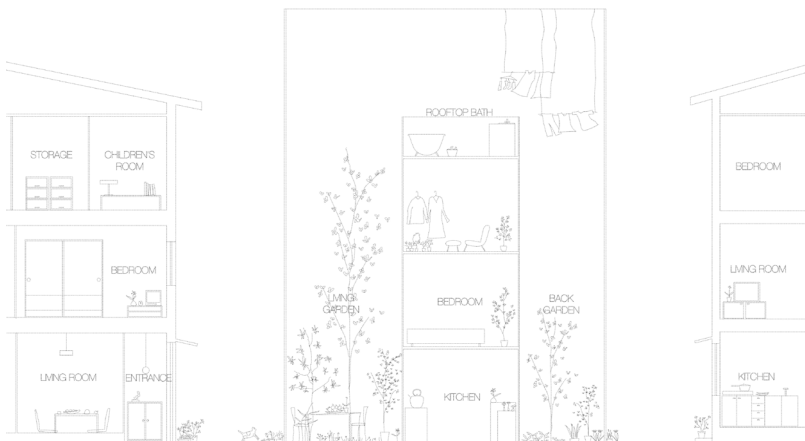 ROOFTOP BATH
STORAGE
CHILDREN'S
ROOM
BEDROOM
BEDROOM
LIVING ROOM
LIVING
GARDEN
BEDROOM
BACK
GARDEN
LIVING ROOM
ENTRANCE
KITCHEN
KITCHEN